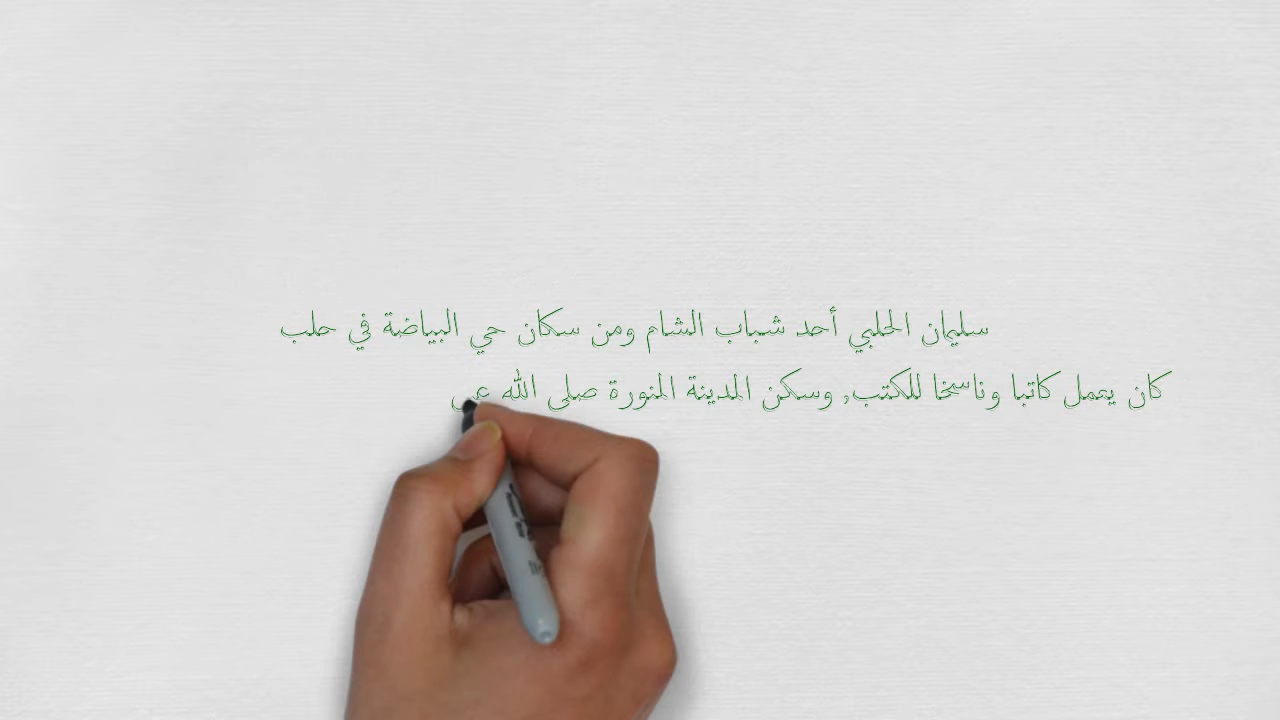 سليمان الحلبي أحد شباب الشام ومن سكان حي البياضة في حلب
كان يعمل كاتبا وناسخا للكتب, وسكن المدينة المنورة صلى الله